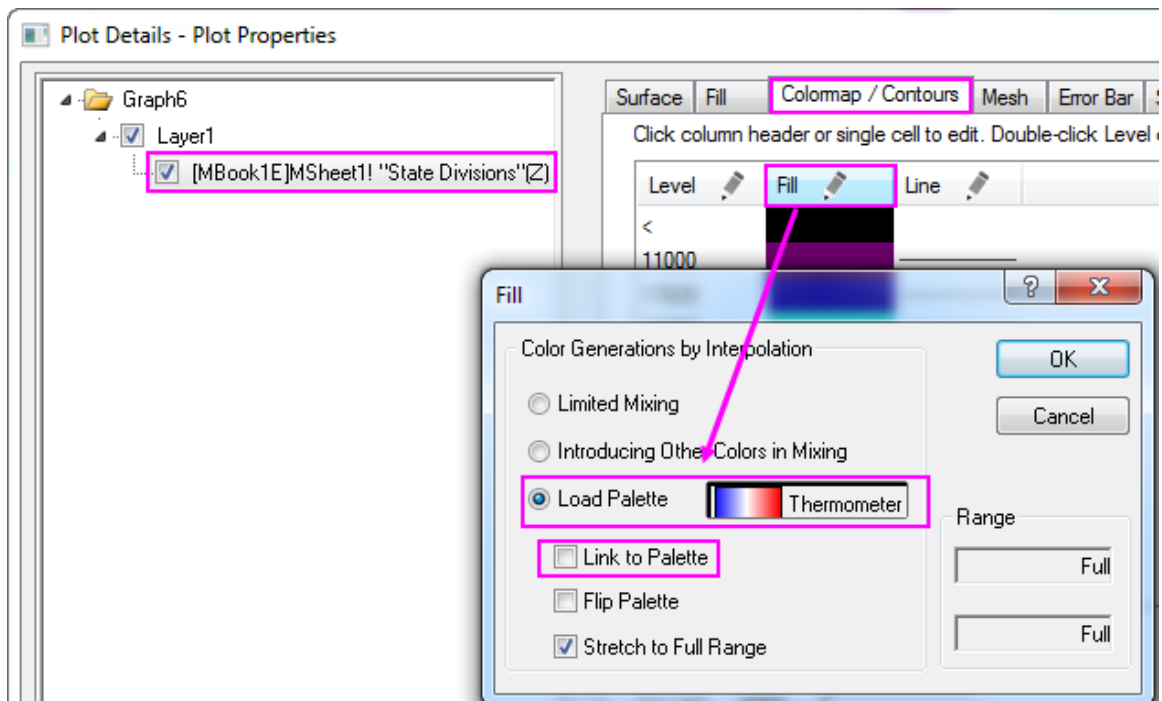 Plot Details - Plot Properties
Graph6
Layer1
[MBook1E]MSheet1! "State Divisions"(Z)
Surface Fill Colormap / Contours Mesh Error Bar
Click column header or single cell to edit. Double-click Level
Level Fill Line
<
11000
Fill
Color Generations by Interpolation
OK
Limited Mixing
Cancel
Introducing Other Colors in Mixing
Load Palette Thermometer
Range
Link to Palette
Full
Flip Palette
Full
Stretch to Full Range